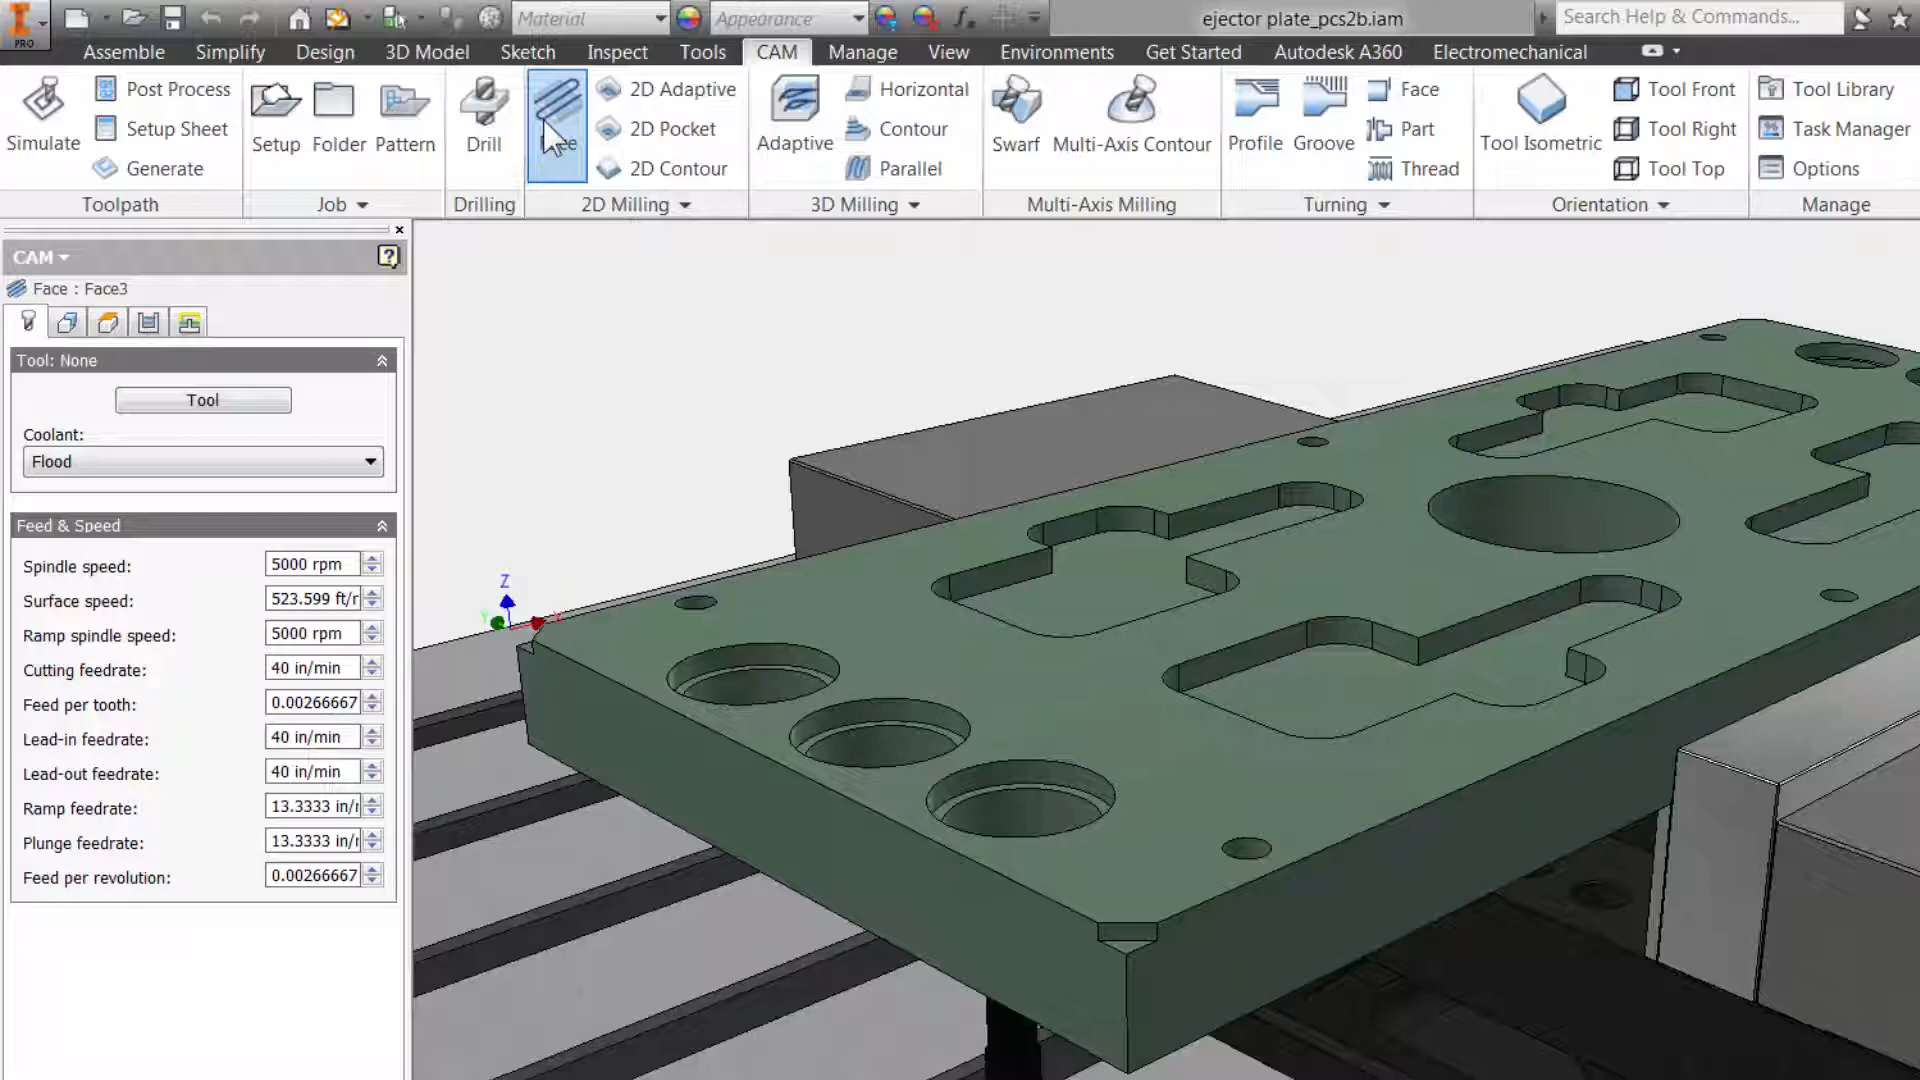 PRO
Material
Appearance
ejector plate_pcs2b.iam
Search Help & Commands...
Assemble Simplify Design 3D Model Sketch Inspect Tools CAM Manage View Environments Get Started Autodesk A360 Electromechanical
Simulate
Post Process
Setup Sheet
Generate
Toolpath
Setup Folder Pattern
Job
Drill
Drilling
2D Adaptive
2D Pocket
2D Contour
2D Milling
Adaptive
Horizontal
Contour
Parallel
3D Milling
Swarf Multi-Axis Contour
Multi-Axis Milling
Profile Groove
Face
Part
Thread
Turning
Tool Isometric
Tool Front
Tool Right
Tool Top
Orientation
Tool Library
Task Manager
Options
Manage
CAM
Face : Face3
Tool: None
Tool
Coolant:
Flood
Feed & Speed
Spindle speed: 5000 rpm
Surface speed: 523.599 ft/r
Ramp spindle speed: 5000 rpm
Cutting feedrate: 40 in/min
Feed per tooth: 0.00266667
Lead-in feedrate: 40 in/min
Lead-out feedrate: 40 in/min
Ramp feedrate: 13.3333 in/r
Plunge feedrate: 13.3333 in/r
Feed per revolution: 0.00266667
Z
Y
X